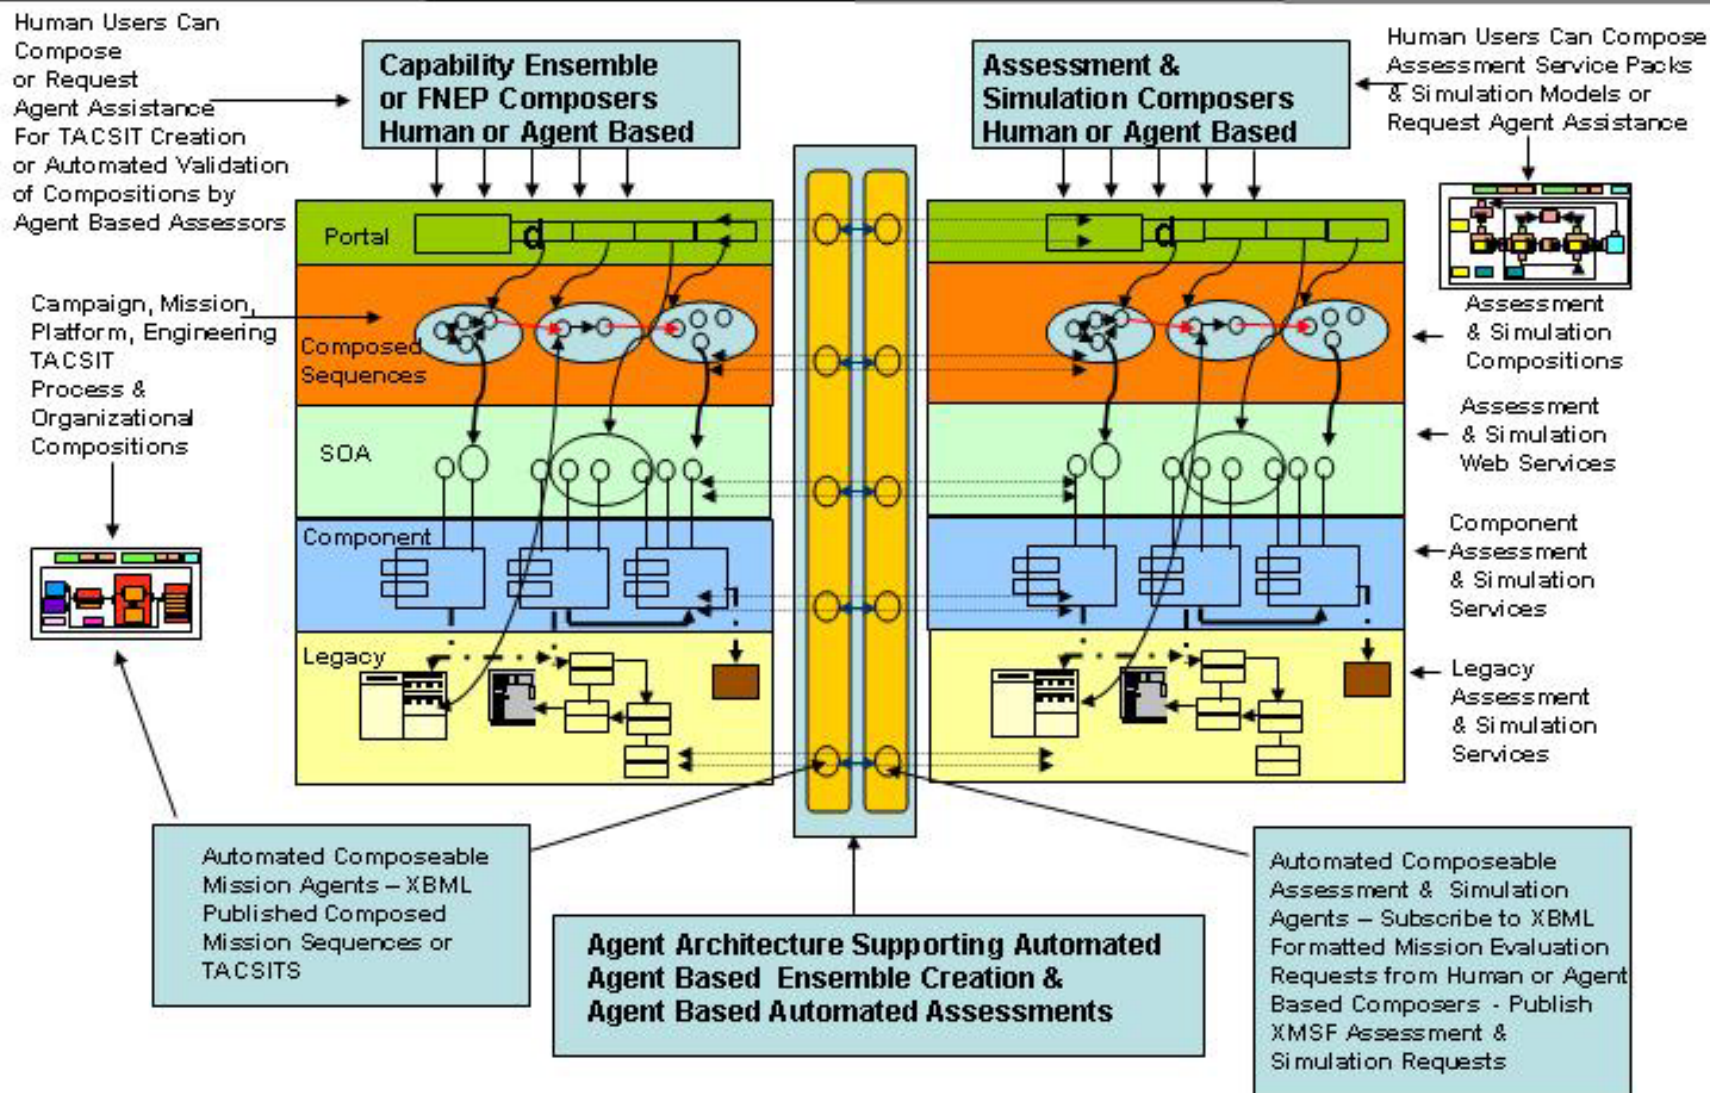 Human Users Can
Compose
or Request
Agent Assistance
For TACSIT Creation
or Automated Validation
of Compositions by
Agent Based Assessors
Capability Ensemble
or FNEP Composers
Human or Agent Based
Assessment &
Simulation Composers
Human or Agent Based
Human Users Can Compose
Assessment Service Packs
& Simulation Models or
Request Agent Assistance
Portal
d
d
Campaign, Mission,
Platform, Engineering
TACSIT
Process &
Organizational
Compositions
Composed
Sequences
Assessment
& Simulation
Compositions
SOA
Assessment
& Simulation
Web Services
Component
Component
Assessment
& Simulation
Services
Legacy
Legacy
Assessment
& Simulation
Services
Automated Composeable
Mission Agents – XBML
Published Composed
Mission Sequences or
TACSITS
Agent Architecture Supporting Automated
Agent Based Ensemble Creation &
Agent Based Automated Assessments
Automated Composeable
Assessment & Simulation
Agents – Subscribe to XBML
Formatted Mission Evaluation
Requests from Human or Agent
Based Composers - Publish
XMSF Assessment &
Simulation Requests